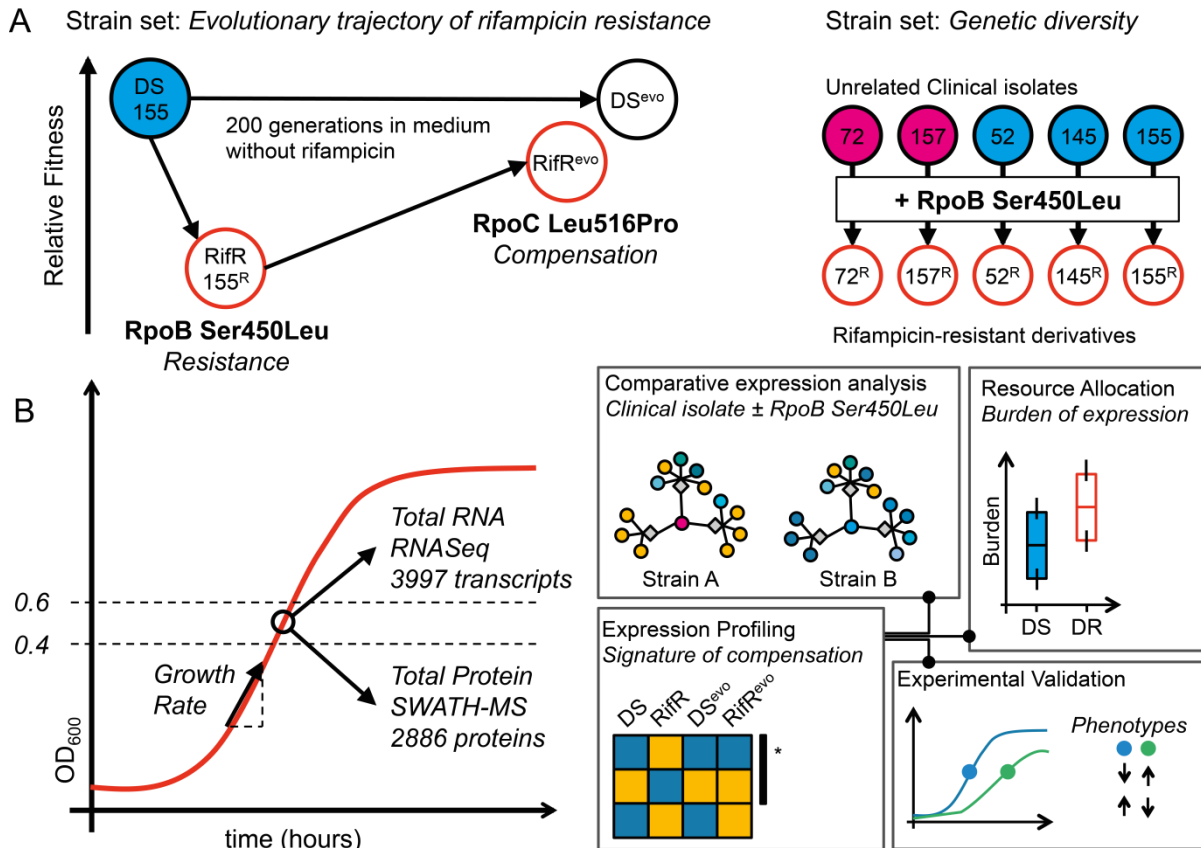 A
Strain set: Evolutionary trajectory of rifampicin resistance
Relative Fitness
DS
155
200 generations in medium
without rifampicin
DSevo
RifRevo
RpoC Leu516Pro
Compensation
RifR
155R
RpoB Ser450Leu
Resistance
Strain set: Genetic diversity
Unrelated Clinical isolates
72 157 52 145 155
+ RpoB Ser450Leu
72R 157R 52R 145R 155R
Rifampicin-resistant derivatives
B
OD600
0.6
0.4
Growth
Rate
Total RNA
RNASeq
3997 transcripts
Total Protein
SWATH-MS
2886 proteins
time (hours)
Comparative expression analysis
Clinical isolate ± RpoB Ser450Leu
Strain A Strain B
Resource Allocation
Burden of expression
Burden
DS DR
Expression Profiling
Signature of compensation
DS RifR DSevo RifRevo
*
Experimental Validation
Phenotypes